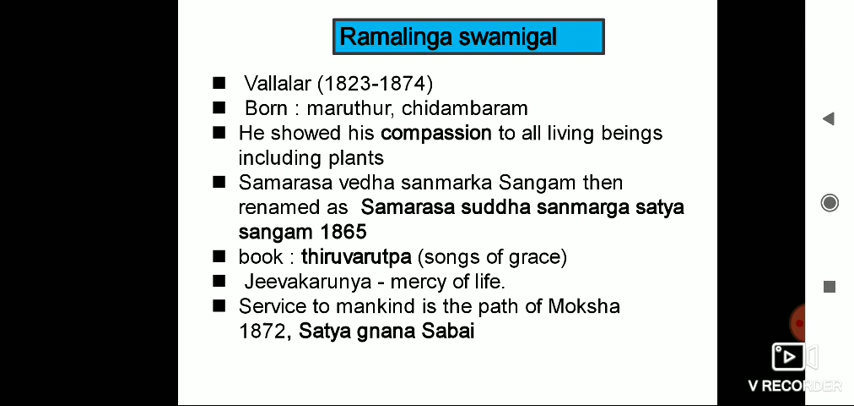 Ramalinga swamigal
■ Vallalar (1823-1874)
■ Born : maruthur, chidambaram
■ He showed his compassion to all living beings
including plants
■ Samarasa vedha sanmarka Sangam then
renamed as Samarasa suddha sanmarga satya
sangam 1865
■ book : thiruvarutpa (songs of grace)
■ Jeevakarunya - mercy of life.
■ Service to mankind is the path of Moksha
1872, Satya gnana Sabai
V RECORDER